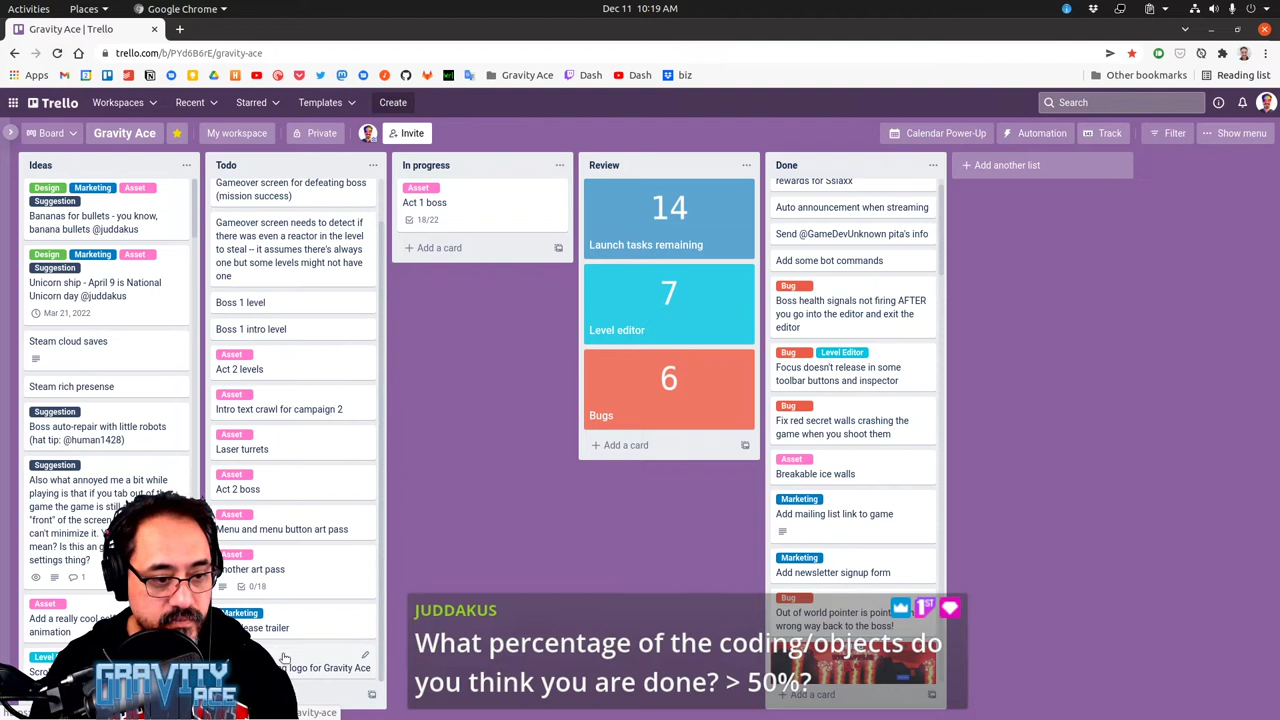 Activities
Places
Google Chrome
Dec 11 10:19 AM
Gravity Ace | Trello
trello.com/b/PYd6B6rE/gravity-ace
Apps
Gravity Ace
Dash
Dash
biz
Other bookmarks
Reading list
Trello
Workspaces
Recent
Starred
Templates
Create
Search
Board
Gravity Ace
My workspace
Private
Invite
Calendar Power-Up
Automation
Track
Filter
Show menu
Ideas
Design
Marketing
Asset
Suggestion
Bananas for bullets - you know,
banana bullets @juddakus
Design
Marketing
Asset
Suggestion
Unicorn ship - April 9 is National
Unicorn day @juddakus
Mar 21, 2022
Steam cloud saves
Steam rich presense
Suggestion
Boss auto-repair with little robots
(hat tip: @human1428)
Suggestion
Also what annoyed me a bit while
playing is that if you tab out of the
game the game is still
"front" of the screen
can't minimize it. Y
mean? Is this an
settings thing?
1
Asset
Add a really cool
animation
Todo
Gameover screen for defeating boss
(mission success)
Gameover screen needs to detect if
there was even a reactor in the level
to steal -- it assumes there's always
one but some levels might not have
one
Boss 1 level
Boss 1 intro level
Asset
Act 2 levels
Asset
Intro text crawl for campaign 2
Asset
Laser turrets
Asset
Act 2 boss
Asset
Menu and menu button art pass
Asset
nother art pass
0/18
Marketing
ease trailer
logo for Gravity Ace
In progress
Asset
Act 1 boss
18/22
+ Add a card
Review
14
Launch tasks remaining
7
Level editor
6
Bugs
+ Add a card
Done
rewards for Sslaxx
Auto announcement when streaming
Send @GameDevUnknown pita's info
Add some bot commands
Bug
Boss health signals not firing AFTER
you go into the editor and exit the
editor
Bug
Level Editor
Focus doesn't release in some
toolbar buttons and inspector
Bug
Fix red secret walls crashing the
game when you shoot them
Asset
Breakable ice walls
Marketing
Add mailing list link to game
Marketing
Add newsletter signup form
Bug
Out of world pointer is point
wrong way back to the boss!
+ Add a card
+ Add another list
JUDDAKUS
1ST
What percentage of the coding/objects do
you think you are done? > 50%?
GRAVITY
ACE
gravity-ace